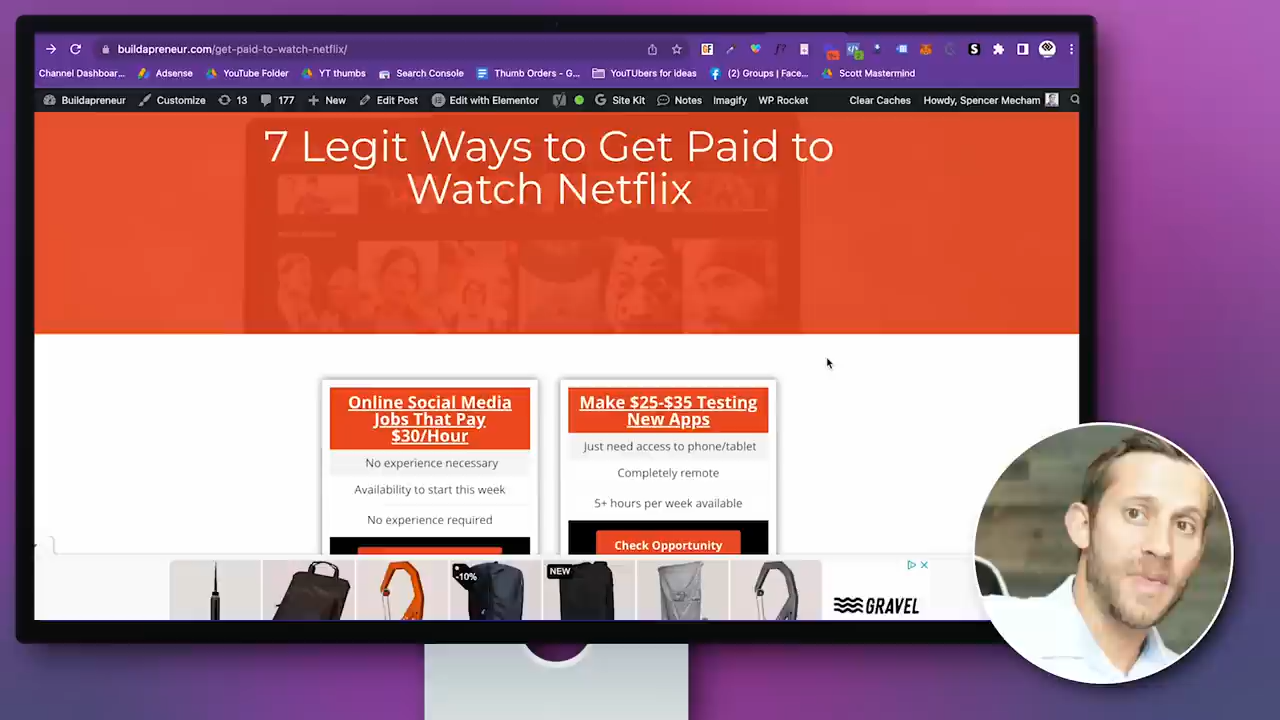 buildapreneur.com/get-paid-to-watch-netflix/
GF
f?
S
Channel Dashboar...
Adsense
YouTube Folder
YT thumbs
Search Console
Thumb Orders - G...
YouTUbers for ideas
(2) Groups | Face...
Scott Mastermind
Buildapreneur
Customize
13
177
New
Edit Post
Edit with Elementor
Site Kit
Notes
Imagify
WP Rocket
Clear Caches
Howdy, Spencer Mecham
7 Legit Ways to Get Paid to
Watch Netflix
Online Social Media
Jobs That Pay
$30/Hour
No experience necessary
Availability to start this week
No experience required
Make $25-$35 Testing
New Apps
Just need access to phone/tablet
Completely remote
5+ hours per week available
Check Opportunity
-10%
NEW
GRAVEL